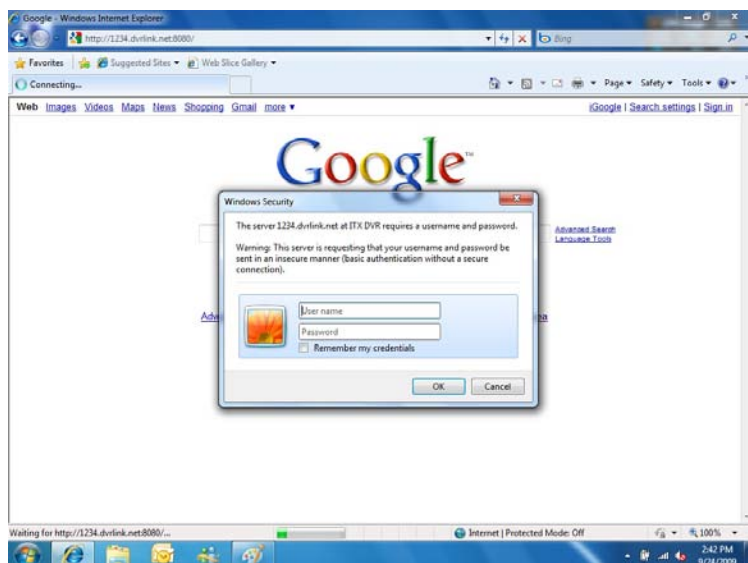 Google - Windows Internet Explorer
http://1234.dvrlink.net:8080/
Bing
Favorites Suggested Sites Web Slice Gallery
Connecting...
Page Safety Tools
Web Images Videos Maps News Shopping Gmail more
iGoogle | Search settings | Sign in
Google™
Windows Security
The server 1234.dvrlink.net at ITX DVR requires a username and password.
Warning: This server is requesting that your username and password be
sent in an insecure manner (basic authentication without a secure
connection).
Advanced Search
Language Tools
User name
Password
Remember my credentials
OK Cancel
Waiting for http://1234.dvrlink.net:8080/...
Internet | Protected Mode: Off
100%
2:42 PM
9/24/2009